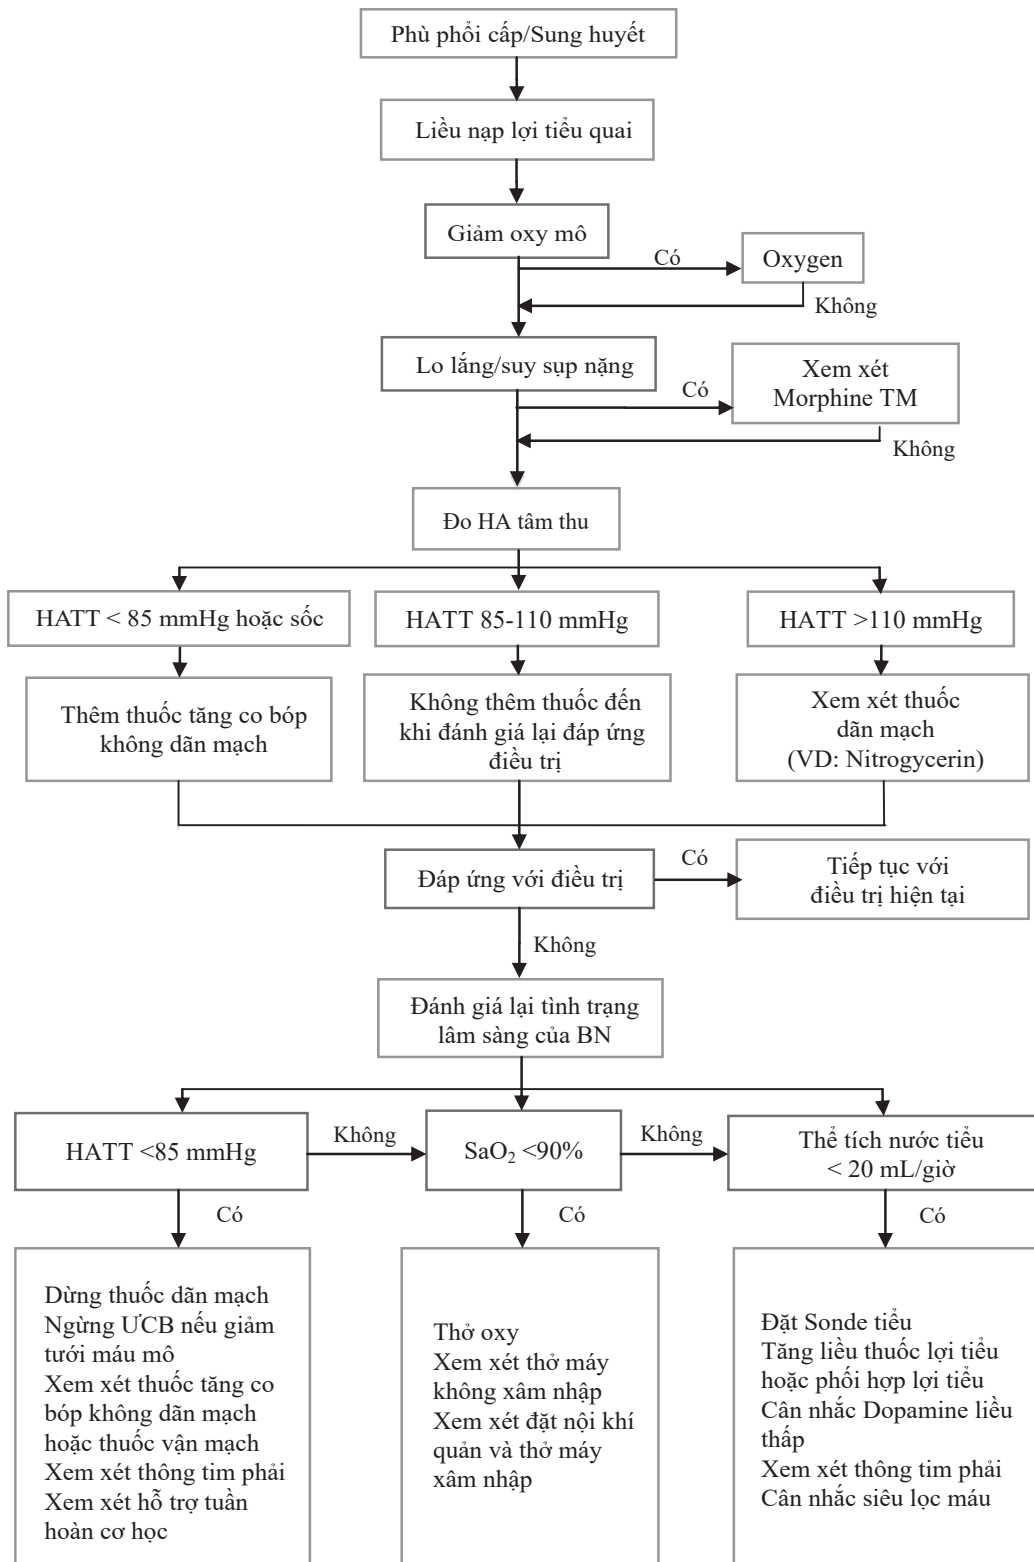 Phù phổi cấp/Sung huyết
Liều nạp lợi tiểu quai
Giảm oxy mô
Có
Oxygen
Không
Lo lắng/suy sụp nặng
Có
Xem xét
Morphine TM
Không
Đo HA tâm thu
HATT < 85 mmHg hoặc sốc
HATT 85-110 mmHg
HATT >110 mmHg
Thêm thuốc tăng co bóp
không dãn mạch
Không thêm thuốc đến
khi đánh giá lại đáp ứng
điều trị
Xem xét thuốc
dãn mạch
(VD: Nitrogycerin)
Đáp ứng với điều trị
Có
Tiếp tục với
điều trị hiện tại
Không
Đánh giá lại tình trạng
lâm sàng của BN
HATT <85 mmHg
Không
SaO₂ <90%
Không
Thể tích nước tiểu
< 20 mL/giờ
Có
Có
Có
Dừng thuốc dãn mạch
Ngừng ƯCB nếu giảm
tưới máu mô
Xem xét thuốc tăng co
bóp không dãn mạch
hoặc thuốc vận mạch
Xem xét thông tim phải
Xem xét hỗ trợ tuần
hoàn cơ học
Thở oxy
Xem xét thở máy
không xâm nhập
Xem xét đặt nội khí
quản và thở máy
xâm nhập
Đặt Sonde tiểu
Tăng liều thuốc lợi tiểu
hoặc phối hợp lợi tiểu
Cân nhắc Dopamine liều
thấp
Xem xét thông tim phải
Cân nhắc siêu lọc máu